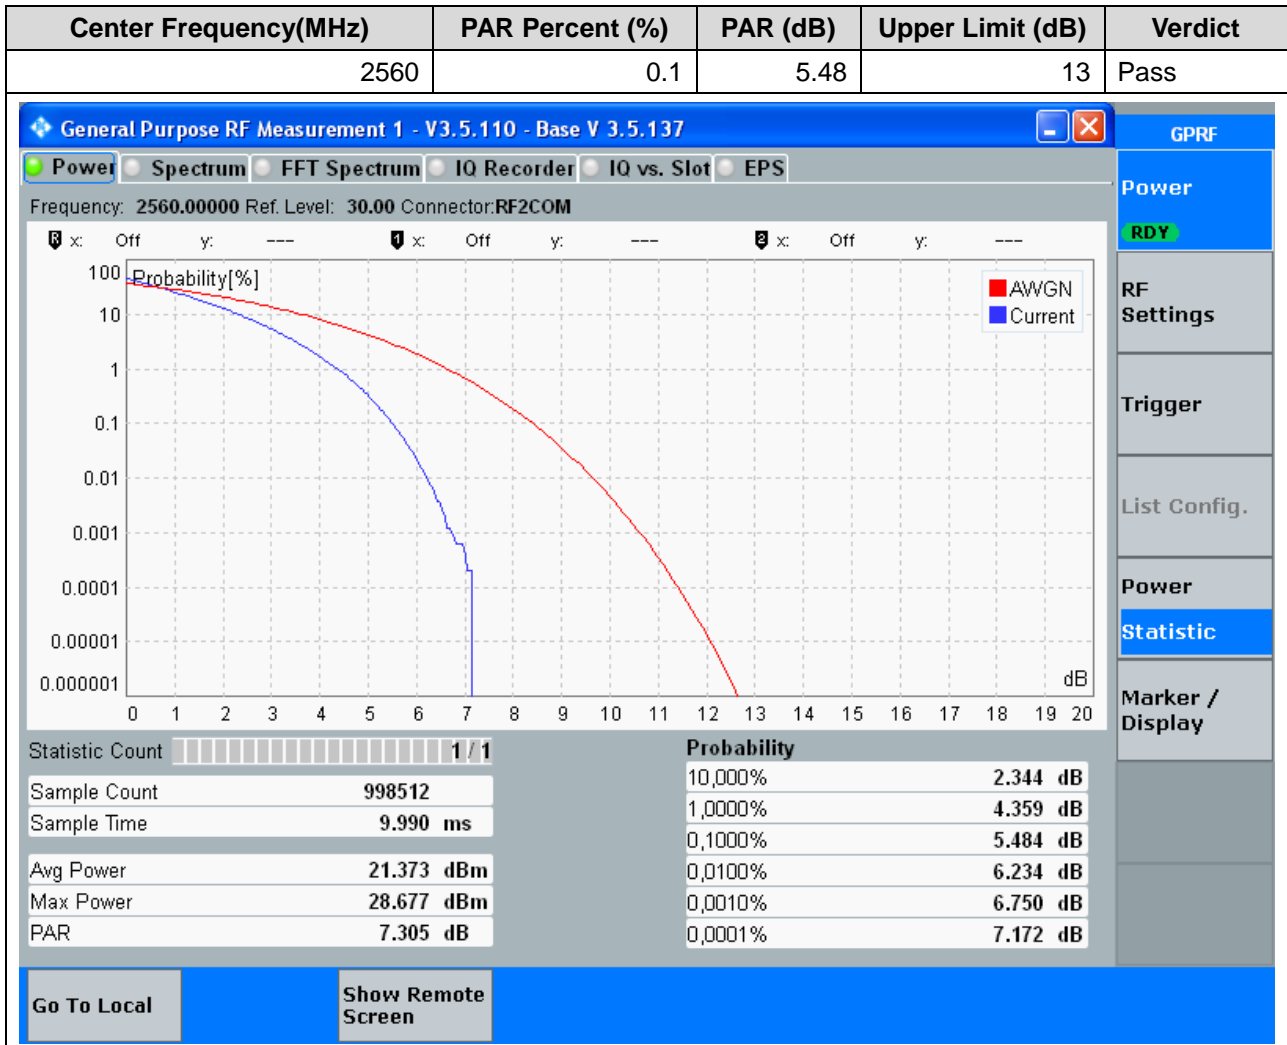 Center Frequency(MHz) PAR Percent (%) PAR (dB) Upper Limit (dB) Verdict
2560 0.1 5.48 13 Pass
General Purpose RF Measurement 1 - V3.5.110 - Base V 3.5.137
GPRF
Power Spectrum FFT Spectrum IQ Recorder IQ vs. Slot EPS
Power
RDY
Frequency: 2560.00000 Ref. Level: 30.00 Connector:RF2COM
R x: Off y: --- 1 x: Off y: --- 2 x: Off y: ---
Probability[%]
AWGN
Current
100
10
1
0.1
0.01
0.001
0.0001
0.00001
0.000001
dB
0 1 2 3 4 5 6 7 8 9 10 11 12 13 14 15 16 17 18 19 20
RF
Settings
Trigger
List Config.
Power
Statistic
Marker /
Display
Statistic Count 1 / 1
Sample Count 998512
Sample Time 9.990 ms
Avg Power 21.373 dBm
Max Power 28.677 dBm
PAR 7.305 dB
Probability
10,000% 2.344 dB
1,0000% 4.359 dB
0,1000% 5.484 dB
0,0100% 6.234 dB
0,0010% 6.750 dB
0,0001% 7.172 dB
Go To Local
Show Remote
Screen